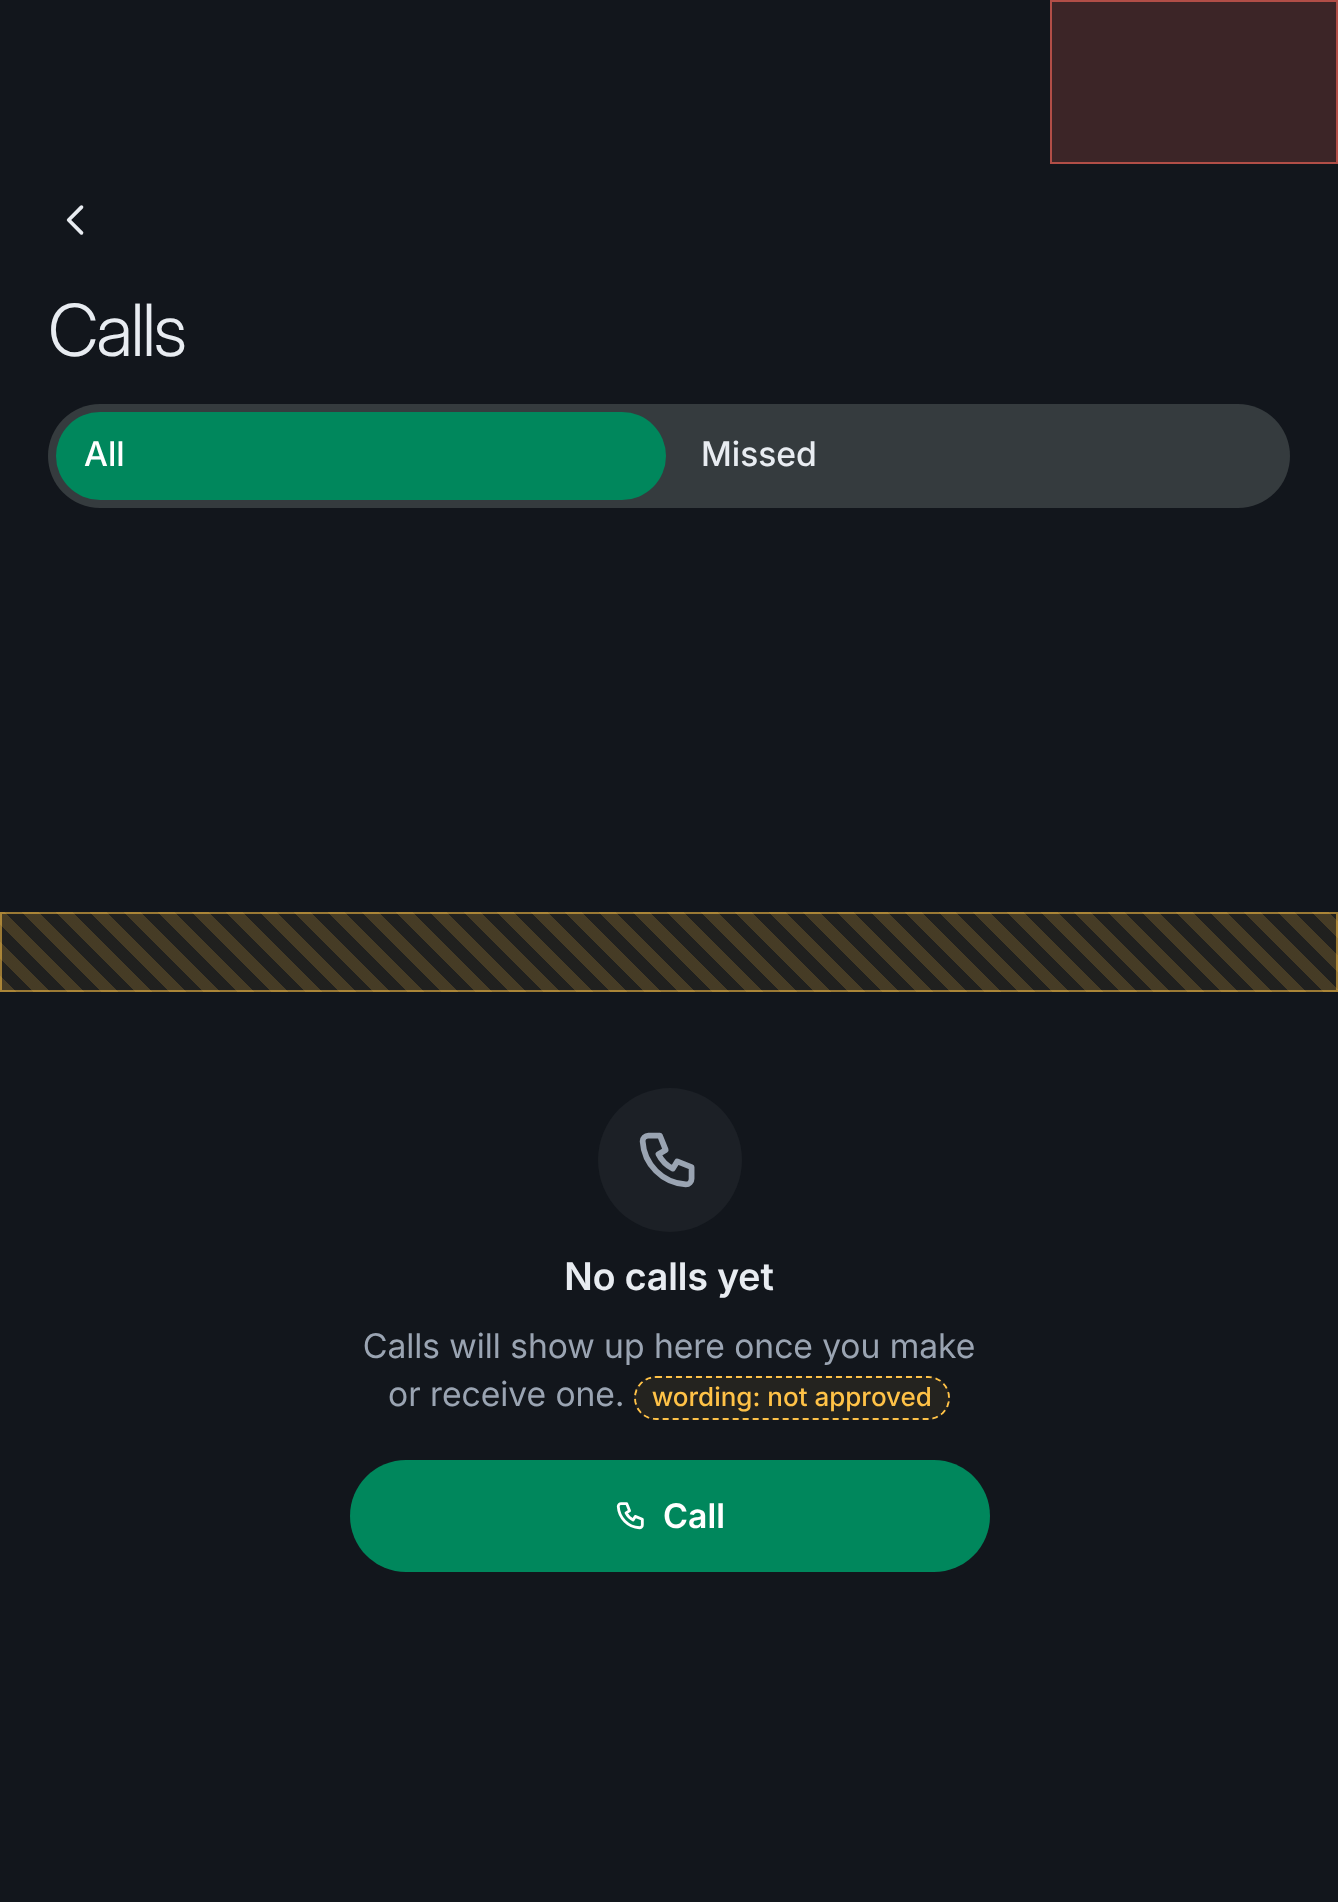 Calls
All
Missed
No calls yet
Calls will show up here once you make
or receive one. wording: not approved
Call